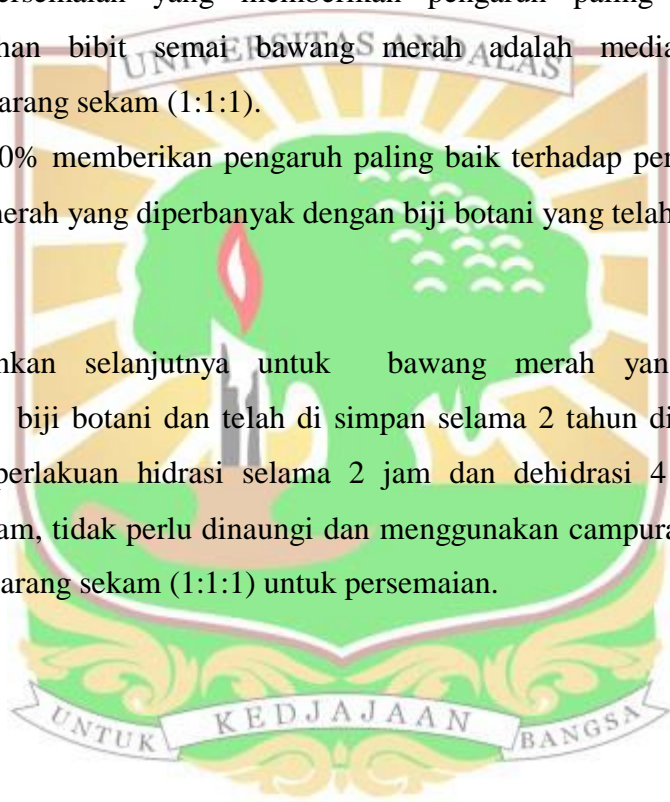 persemaian yang memberikan pengaruh paling
UNIVERSITAS ANDALAS
han bibit semai bawang merah adalah media
arang sekam (1:1:1).
0% memberikan pengaruh paling baik terhadap per
merah yang diperbanyak dengan biji botani yang telah
nkan selanjutnya untuk bawang merah yan
biji botani dan telah di simpan selama 2 tahun di
perlakuan hidrasi selama 2 jam dan dehidrasi 4
am, tidak perlu dinaungi dan menggunakan campura
arang sekam (1:1:1) untuk persemaian.
UNTUK KEDJAJAAN BANGSA